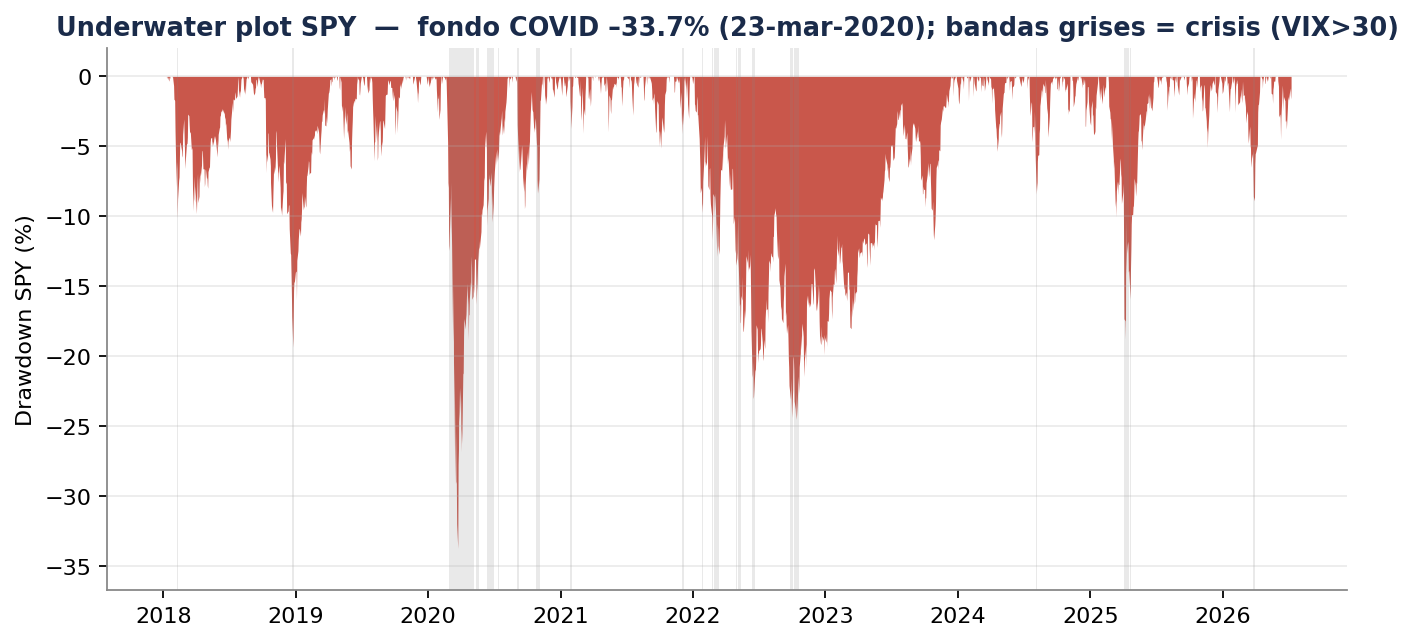 Underwater plot SPY — fondo COVID –33.7% (23-mar-2020); bandas grises = crisis (VIX>30)
Drawdown SPY (%)
0
−5
−10
−15
−20
−25
−30
−35
2018 2019 2020 2021 2022 2023 2024 2025 2026